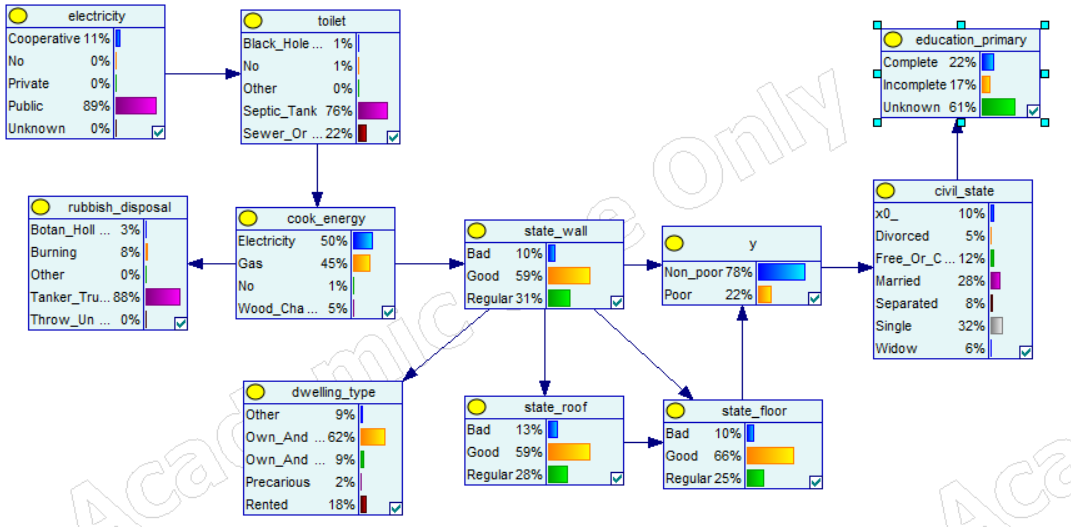 electricity
Cooperative 11%
No 0%
Private 0%
Public 89%
Unknown 0%
toilet
Black_Hole ... 1%
No 1%
Other 0%
Septic_Tank 76%
Sewer_Or ... 22%
education_primary
Complete 22%
Incomplete 17%
Unknown 61%
rubbish_disposal
Botan_Holl ... 3%
Burning 8%
Other 0%
Tanker_Tru... 88%
Throw_Un ... 0%
cook_energy
Electricity 50%
Gas 45%
No 1%
Wood_Cha ... 5%
state_wall
Bad 10%
Good 59%
Regular 31%
y
Non_poor 78%
Poor 22%
civil_state
x0_ 10%
Divorced 5%
Free_Or_C ... 12%
Married 28%
Separated 8%
Single 32%
Widow 6%
dwelling_type
Other 9%
Own_And ... 62%
Own_And ... 9%
Precarious 2%
Rented 18%
state_roof
Bad 13%
Good 59%
Regular 28%
state_floor
Bad 10%
Good 66%
Regular 25%
Academic Use Only
Acad